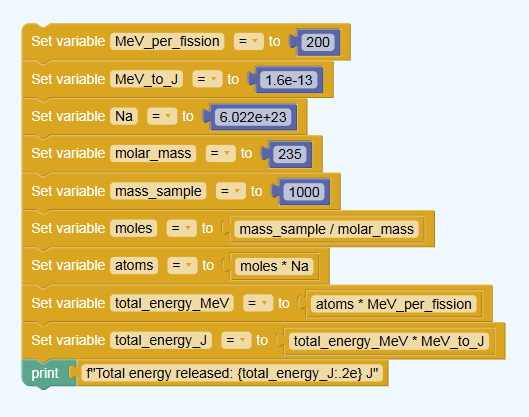 Set variable MeV_per_fission = to 200
Set variable MeV_to_J = to 1.6e-13
Set variable Na = to 6.022e+23
Set variable molar_mass = to 235
Set variable mass_sample = to 1000
Set variable moles = to mass_sample / molar_mass
Set variable atoms = to moles * Na
Set variable total_energy_MeV = to atoms * MeV_per_fission
Set variable total_energy_J = to total_energy_MeV * MeV_to_J
print f"Total energy released: {total_energy_J:.2e} J"